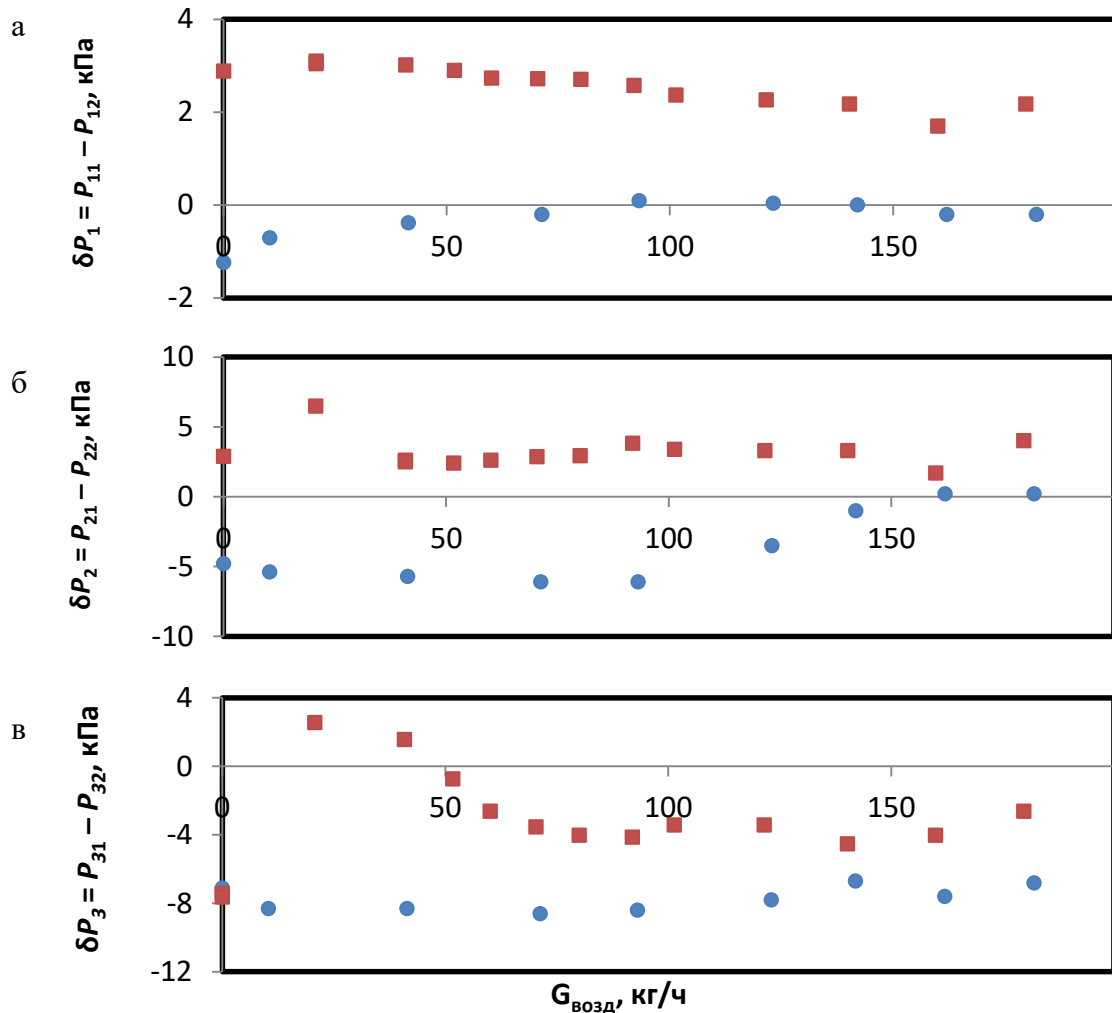 а
δP₁ = P₁₁ – P₁₂, кПа
4
2
0
-2
0 50 100 150
б
δP₂ = P₂₁ – P₂₂, кПа
10
5
0
-5
-10
0 50 100 150
в
δP₃ = P₃₁ – P₃₂, кПа
4
0
-4
-8
-12
0 50 100 150
Gвозд, кг/ч